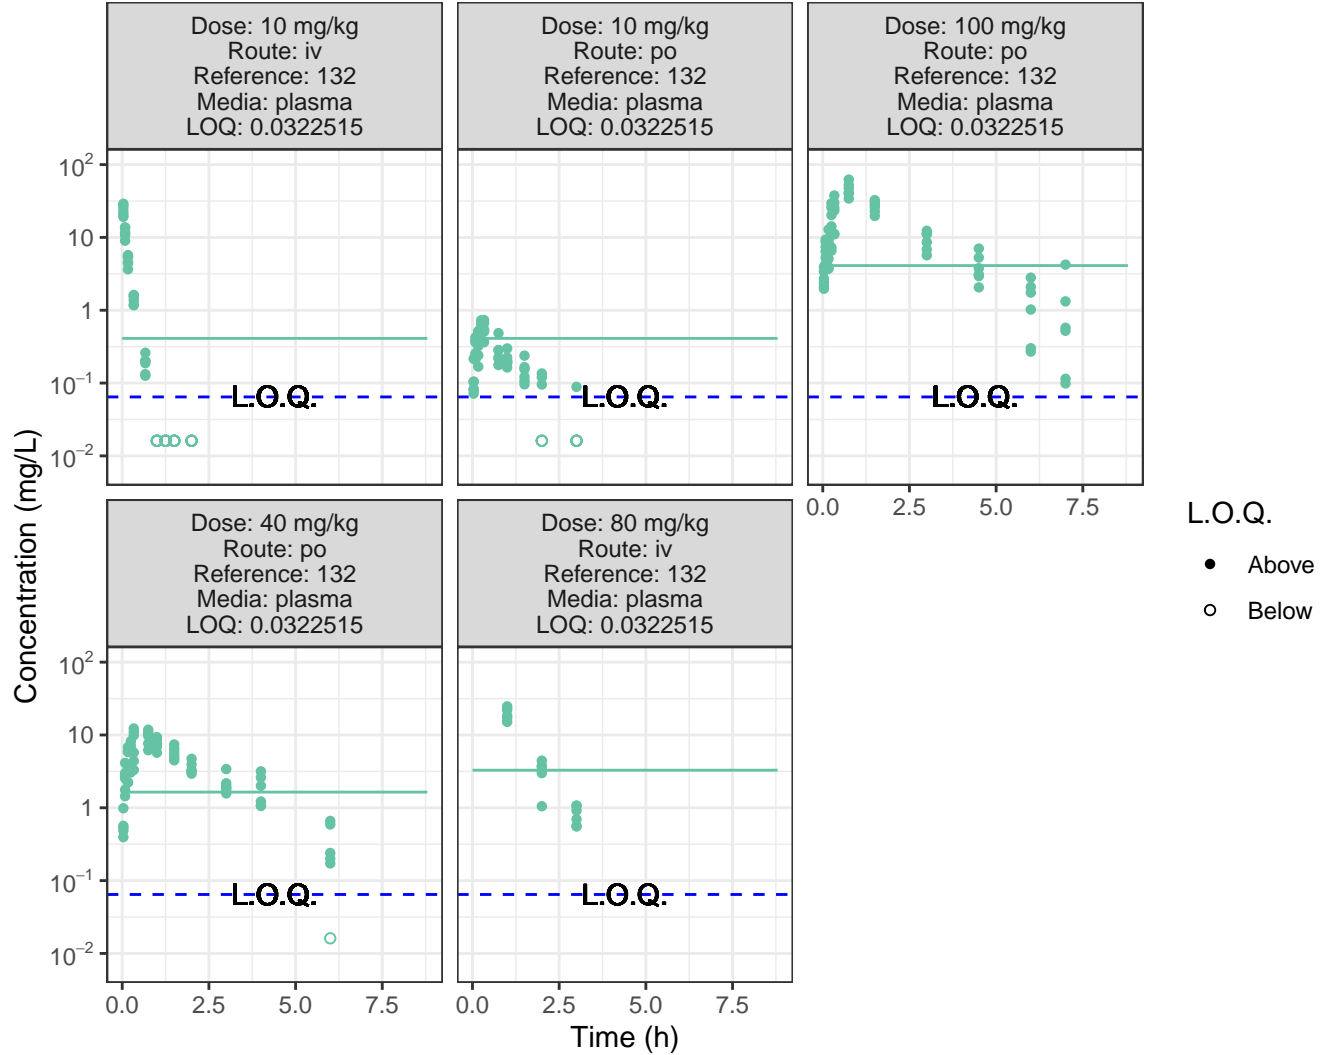 Dose: 10 mg/kg
Route: iv
Reference: 132
Media: plasma
LOQ: 0.0322515
Dose: 10 mg/kg
Route: po
Reference: 132
Media: plasma
LOQ: 0.0322515
Dose: 100 mg/kg
Route: po
Reference: 132
Media: plasma
LOQ: 0.0322515
10²
10
1
10⁻¹
10⁻²
L.O.Q.
L.O.Q.
L.O.Q.
0.0 2.5 5.0 7.5
Dose: 40 mg/kg
Route: po
Reference: 132
Media: plasma
LOQ: 0.0322515
Dose: 80 mg/kg
Route: iv
Reference: 132
Media: plasma
LOQ: 0.0322515
10²
10
1
10⁻¹
10⁻²
L.O.Q.
L.O.Q.
0.0 2.5 5.0 7.5
0.0 2.5 5.0 7.5
Time (h)
Concentration (mg/L)
L.O.Q.
Above
Below